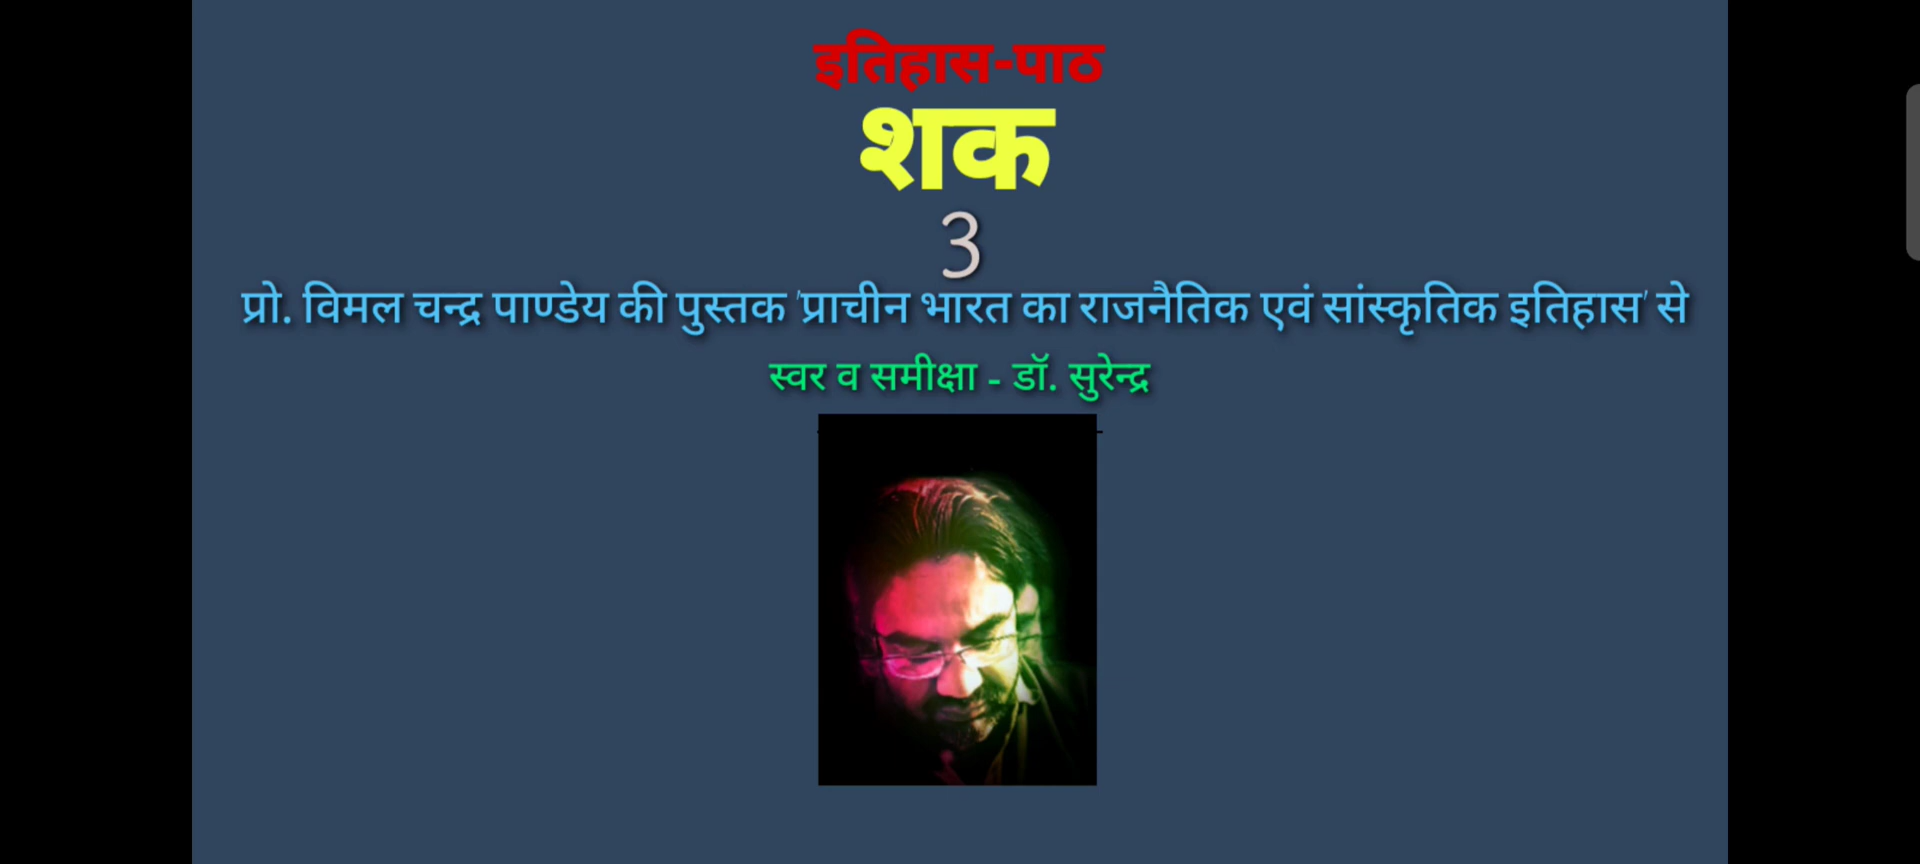 इतिहास-पाठ
शक
3
प्रो. विमल चन्द्र पाण्डेय की पुस्तक 'प्राचीन भारत का राजनैतिक एवं सांस्कृतिक इतिहास' से
स्वर व समीक्षा - डॉ. सुरेन्द्र